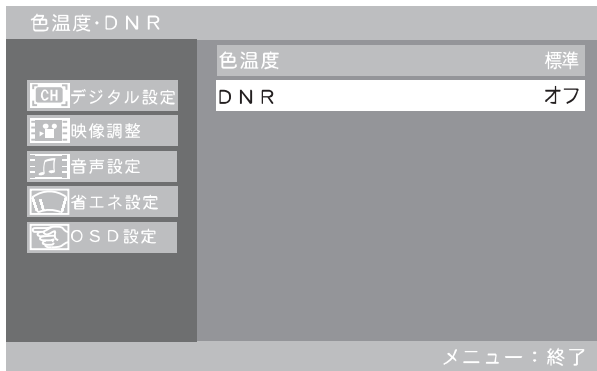 色温度・ＤＮＲ
色温度 標準
ＤＮＲ オフ
CH デジタル設定
映像調整
音声設定
省エネ設定
ＯＳＤ設定
メニュー：終了